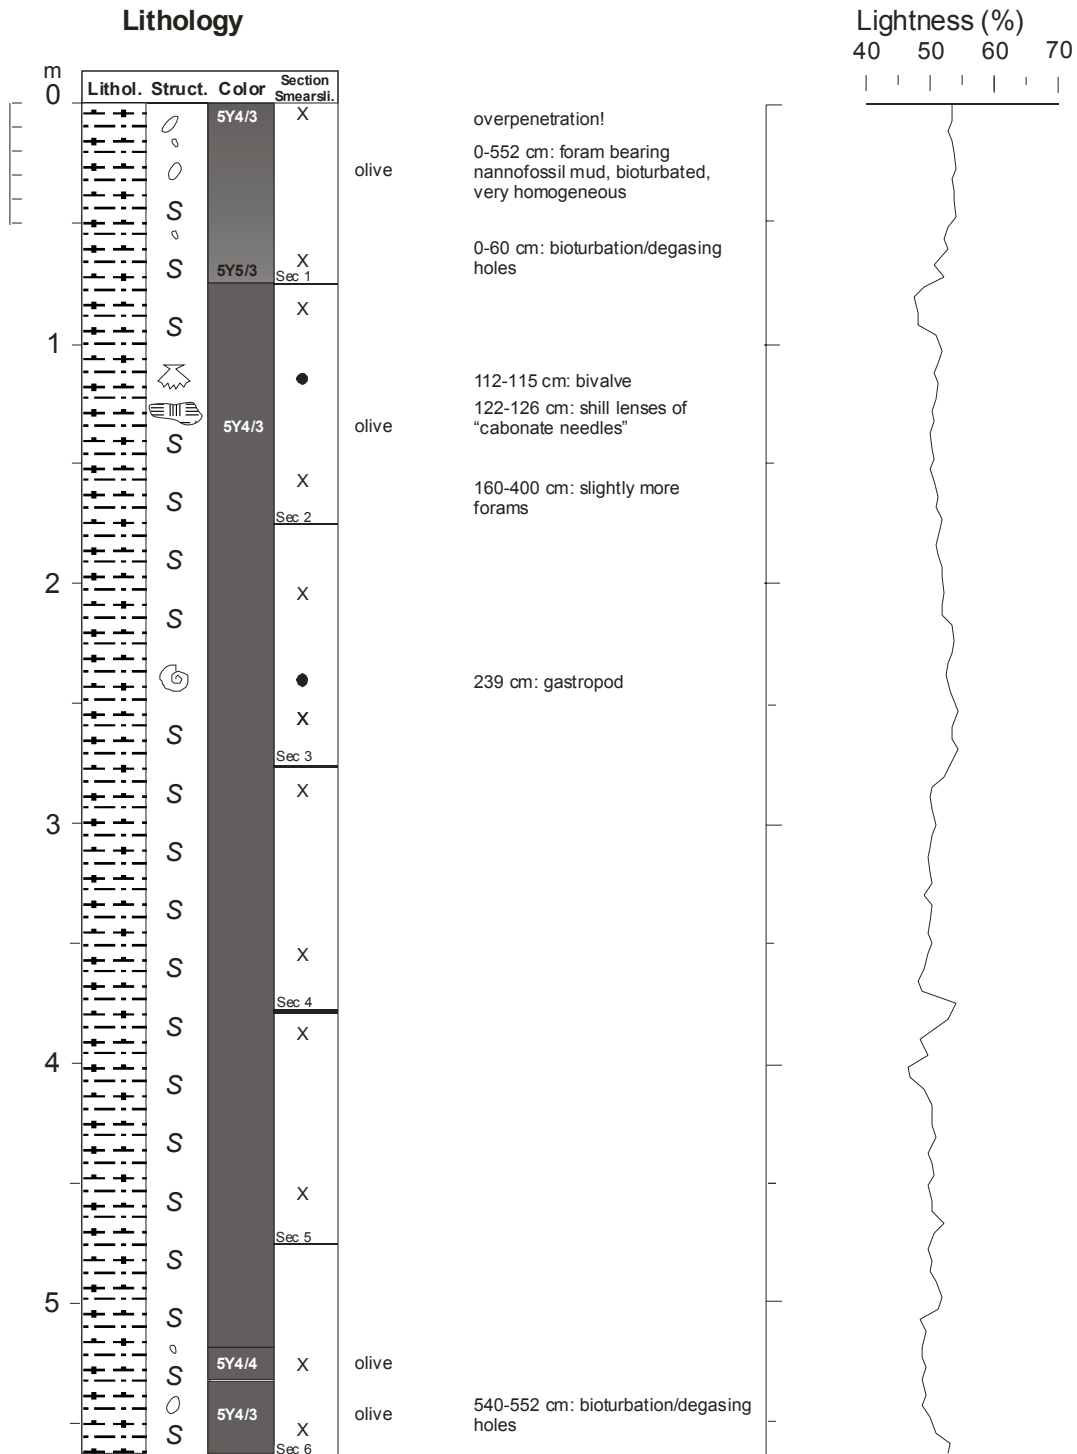 Lithology
Lightness (%)
40 50 60 70
m
Lithol. Struct. Color Section Smearsli.
0
5Y4/3
X
overpenetration!
olive
0-552 cm: foram bearing
nannofossil mud, bioturbated,
very homogeneous
S
0-60 cm: bioturbation/degasing
holes
X
S
5Y5/3
Sec 1
X
S
1
112-115 cm: bivalve
122-126 cm: shill lenses of
"cabonate needles"
5Y4/3
olive
S
X
160-400 cm: slightly more
forams
S
Sec 2
S
2
X
S
239 cm: gastropod
X
S
Sec 3
X
S
3
S
S
X
S
Sec 4
S
X
4
S
S
X
S
Sec 5
S
5
S
5Y4/4
X
olive
S
540-552 cm: bioturbation/degasing
holes
5Y4/3
olive
X
S
Sec 6